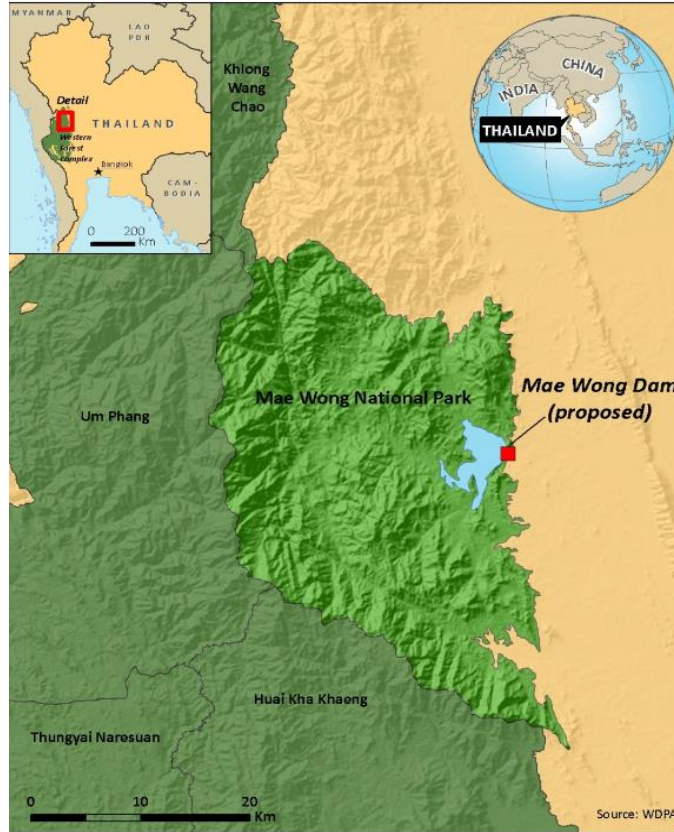 MYANMAR
LAO
PDR
Detail
THAILAND
Western
Forest
Complex
Bangkok
CAM-
BODIA
0 200
Km
Khlong
Wang
Chao
CHINA
INDIA
THAILAND
Mae Wong National Park
Mae Wong Dam
(proposed)
Um Phang
Huai Kha Khaeng
Thungyai Naresuan
0 10 20
Km
Source: WDPA